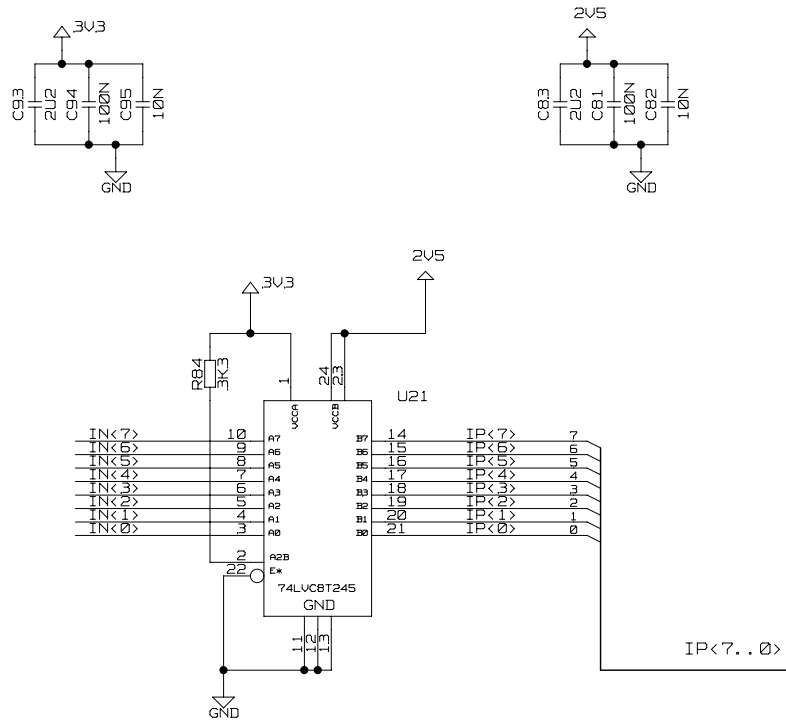 3V3
2V5
C93
2U2
C94
100N
C95
10N
C83
2U2
C81
100N
C82
10N
GND
GND
2V5
3V3
R84
3K3
1
24
23
U21
VCCA
VCCB
IN<7> 10 A7 B7 14 IP<7> 7
IN<6> 9 A6 B6 15 IP<6> 6
IN<5> 8 A5 B5 16 IP<5> 5
IN<4> 7 A4 B4 17 IP<4> 4
IN<3> 6 A3 B3 18 IP<3> 3
IN<2> 5 A2 B2 19 IP<2> 2
IN<1> 4 A1 B1 20 IP<1> 1
IN<0> 3 A0 B0 21 IP<0> 0
2 A2B
22 E*
74LVC8T245
GND
11
12
13
IP<7..0>
GND